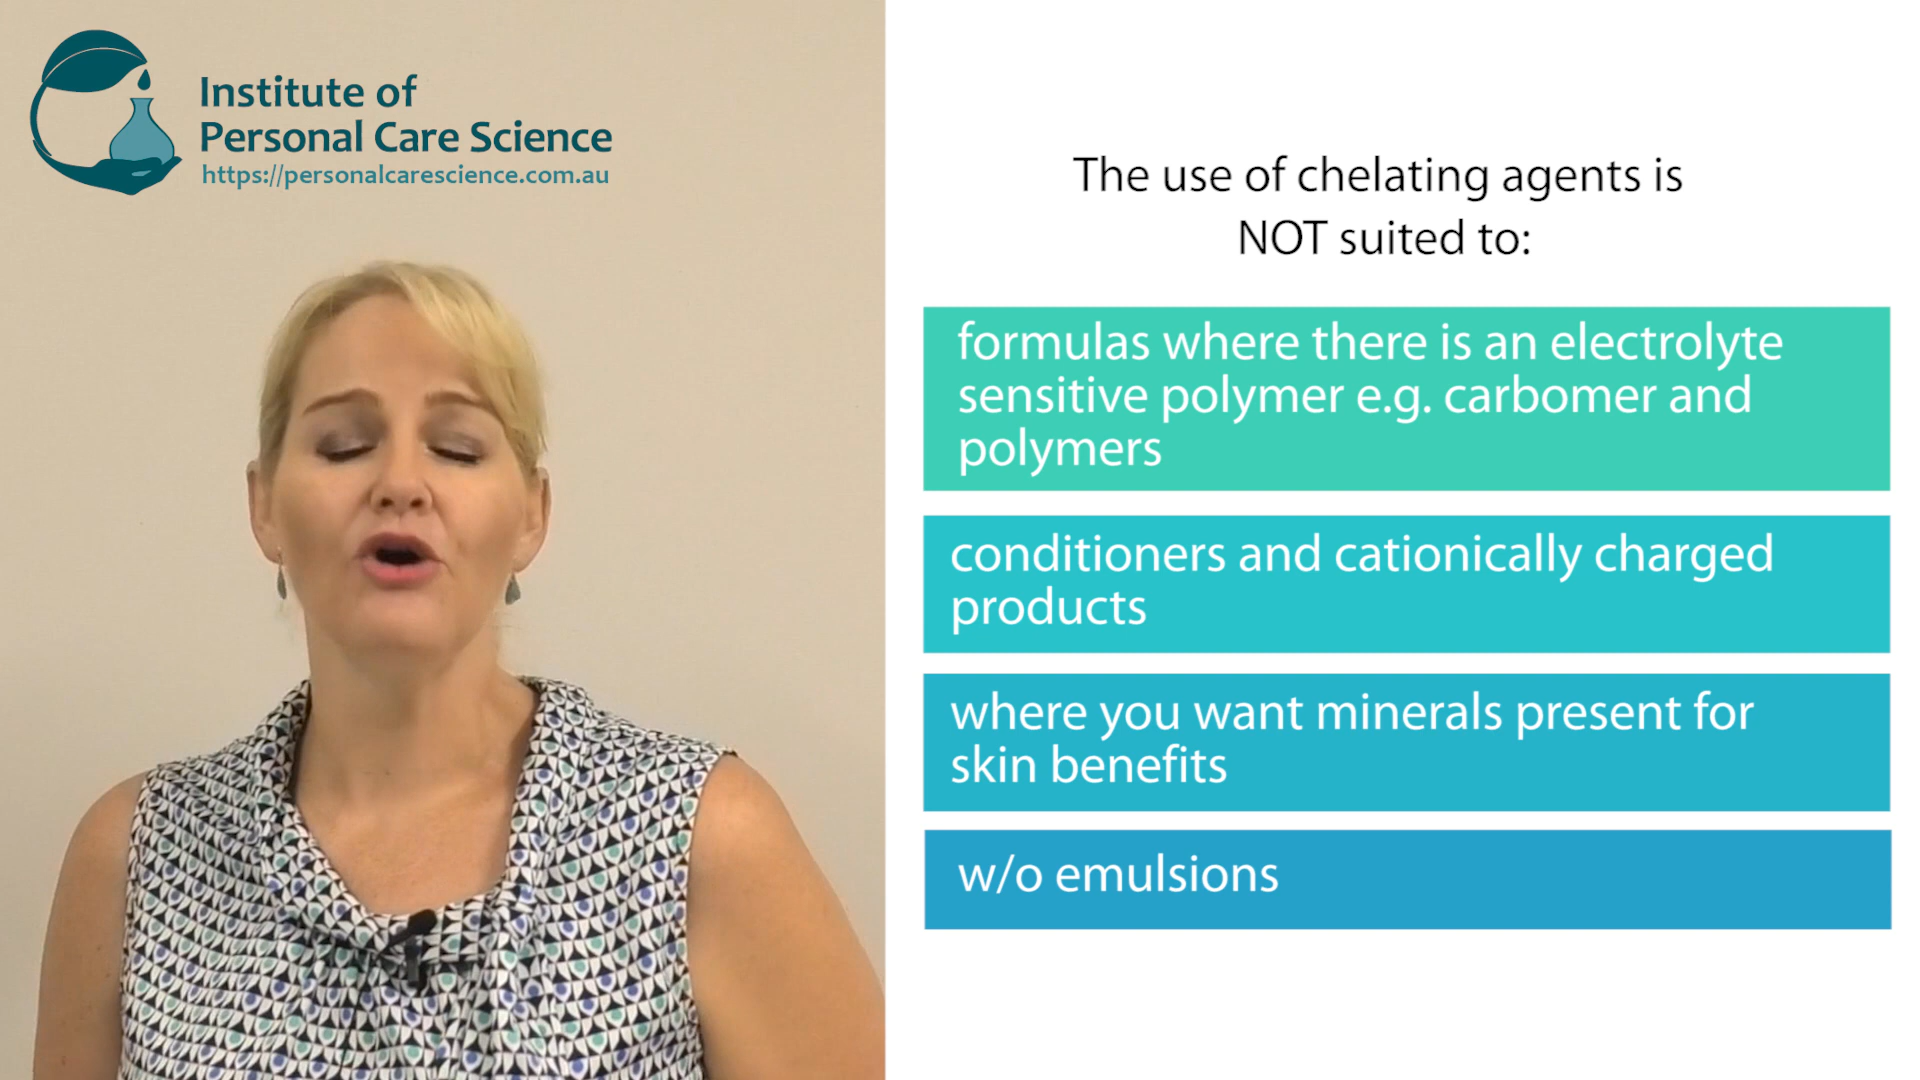 Institute of
Personal Care Science
https://personalcarescience.com.au
The use of chelating agents is
NOT suited to:
formulas where there is an electrolyte
sensitive polymer e.g. carbomer and
polymers
conditioners and cationically charged
products
where you want minerals present for
skin benefits
w/o emulsions